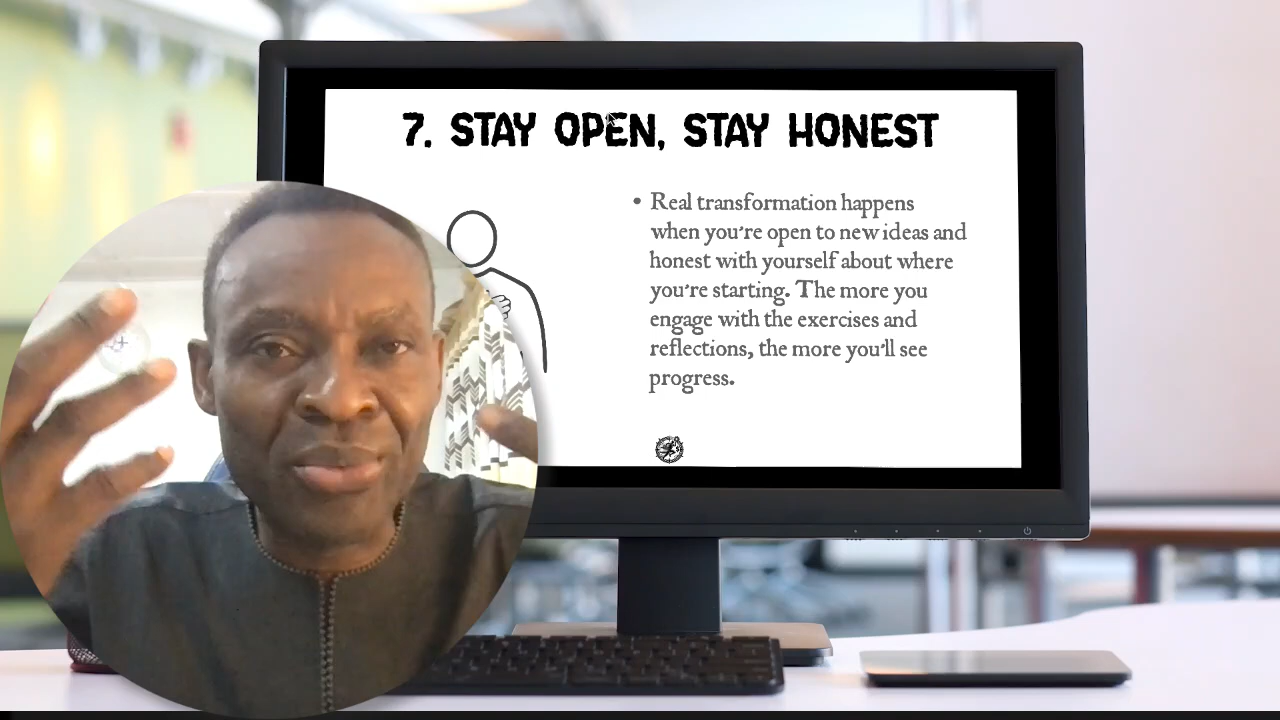 7. STAY OPEN, STAY HONEST
• Real transformation happens
when you're open to new ideas and
honest with yourself about where
you're starting. The more you
engage with the exercises and
reflections, the more you'll see
progress.